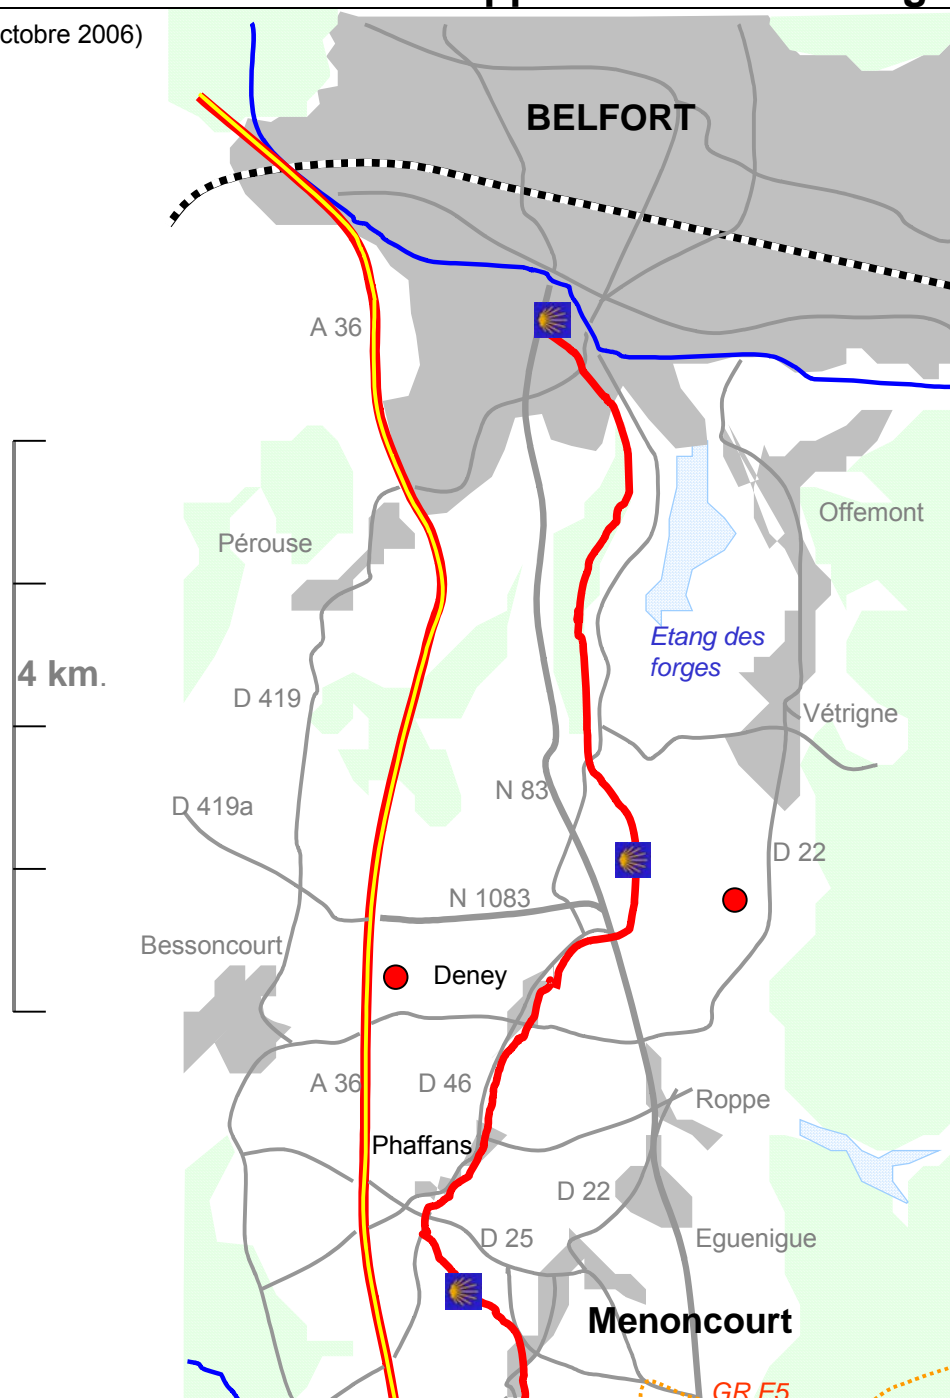 ctobre 2006)
BELFORT
A 36
Offemont
Pérouse
Etang des
forges
4 km.
D 419
Vétrigne
N 83
D 419a
D 22
N 1083
Bessoncourt
Deney
A 36
D 46
Roppe
Phaffans
D 22
D 25
Eguenigue
Menoncourt
GR E5